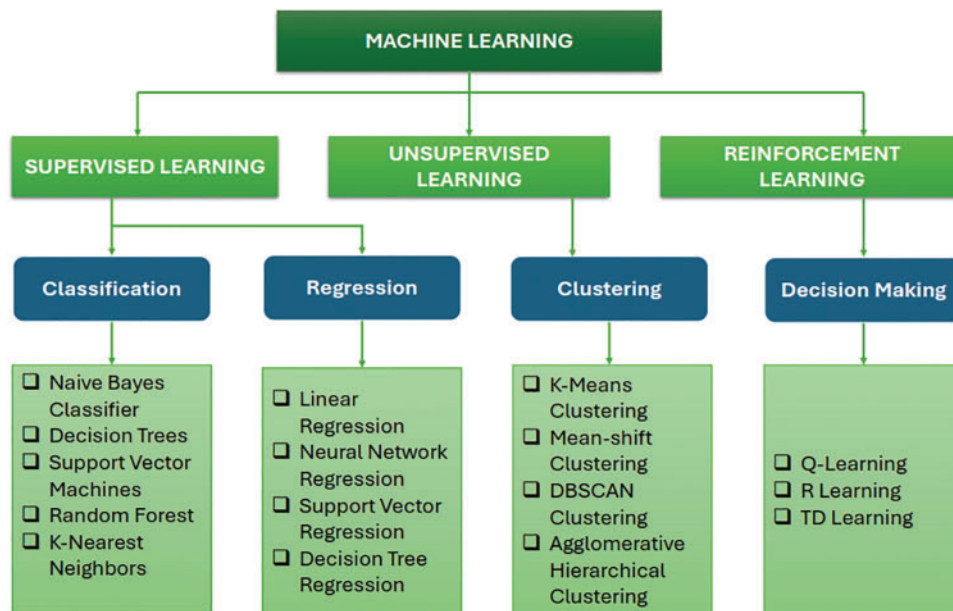 MACHINE LEARNING
SUPERVISED LEARNING
UNSUPERVISED
LEARNING
REINFORCEMENT
LEARNING
Classification
Regression
Clustering
Decision Making
❑ Naive Bayes
Classifier
❑ Decision Trees
❑ Support Vector
Machines
❑ Random Forest
❑ K-Nearest
Neighbors
❑ Linear
Regression
❑ Neural Network
Regression
❑ Support Vector
Regression
❑ Decision Tree
Regression
❑ K-Means
Clustering
❑ Mean-shift
Clustering
❑ DBSCAN
Clustering
❑ Agglomerative
Hierarchical
Clustering
❑ Q-Learning
❑ R Learning
❑ TD Learning